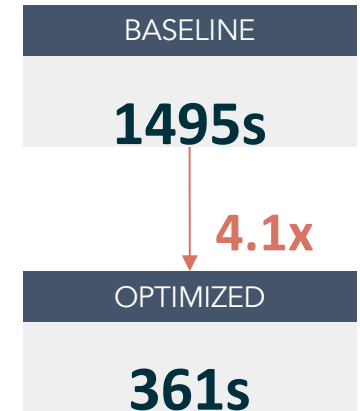 BASELINE
1495s
4.1x
OPTIMIZED
361s